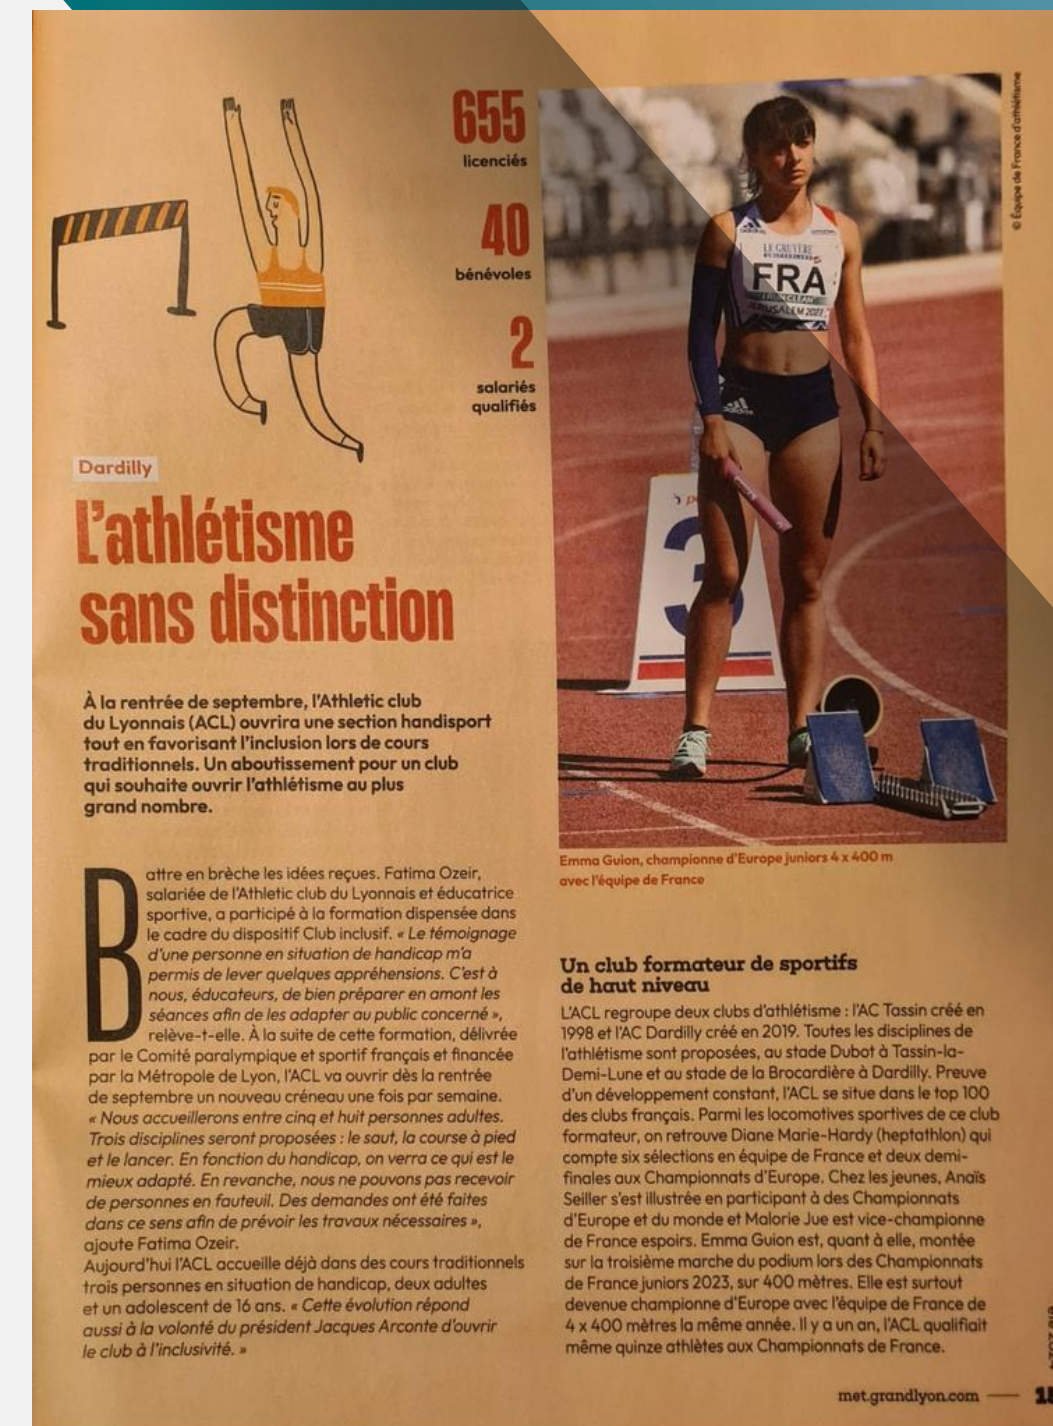 655
licenciés
40
bénévoles
2
salariés
qualifiés
© Équipe de France d'athlétisme
LE GRUYÈRE
FRA
JERUSALEM 2023
adidas
3
Dardilly
L'athlétisme
sans distinction
À la rentrée de septembre, l'Athletic club
du Lyonnais (ACL) ouvrira une section handisport
tout en favorisant l'inclusion lors de cours
traditionnels. Un aboutissement pour un club
qui souhaite ouvrir l'athlétisme au plus
grand nombre.
Battre en brèche les idées reçues. Fatima Ozeir,
salariée de l'Athletic club du Lyonnais et éducatrice
sportive, a participé à la formation dispensée dans
le cadre du dispositif Club inclusif. « Le témoignage
d'une personne en situation de handicap m'a
permis de lever quelques appréhensions. C'est à
nous, éducateurs, de bien préparer en amont les
séances afin de les adapter au public concerné »,
relève-t-elle. À la suite de cette formation, délivrée
par le Comité paralympique et sportif français et financée
par la Métropole de Lyon, l'ACL va ouvrir dès la rentrée
de septembre un nouveau créneau une fois par semaine.
« Nous accueillerons entre cinq et huit personnes adultes.
Trois disciplines seront proposées : le saut, la course à pied
et le lancer. En fonction du handicap, on verra ce qui est le
mieux adapté. En revanche, nous ne pouvons pas recevoir
de personnes en fauteuil. Des demandes ont été faites
dans ce sens afin de prévoir les travaux nécessaires »,
ajoute Fatima Ozeir.
Aujourd'hui l'ACL accueille déjà dans des cours traditionnels
trois personnes en situation de handicap, deux adultes
et un adolescent de 16 ans. « Cette évolution répond
aussi à la volonté du président Jacques Arconte d'ouvrir
le club à l'inclusivité. »
Emma Guion, championne d'Europe juniors 4 x 400 m
avec l'équipe de France
Un club formateur de sportifs
de haut niveau
L'ACL regroupe deux clubs d'athlétisme : l'AC Tassin créé en
1998 et l'AC Dardilly créé en 2019. Toutes les disciplines de
l'athlétisme sont proposées, au stade Dubot à Tassin-la-
Demi-Lune et au stade de la Brocardière à Dardilly. Preuve
d'un développement constant, l'ACL se situe dans le top 100
des clubs français. Parmi les locomotives sportives de ce club
formateur, on retrouve Diane Marie-Hardy (heptathlon) qui
compte six sélections en équipe de France et deux demi-
finales aux Championnats d'Europe. Chez les jeunes, Anaïs
Seiller s'est illustrée en participant à des Championnats
d'Europe et du monde et Malorie Jue est vice-championne
de France espoirs. Emma Guion est, quant à elle, montée
sur la troisième marche du podium lors des Championnats
de France juniors 2023, sur 400 mètres. Elle est surtout
devenue championne d'Europe avec l'équipe de France de
4 x 400 mètres la même année. Il y a un an, l'ACL qualifiait
même quinze athlètes aux Championnats de France.
met.grandlyon.com